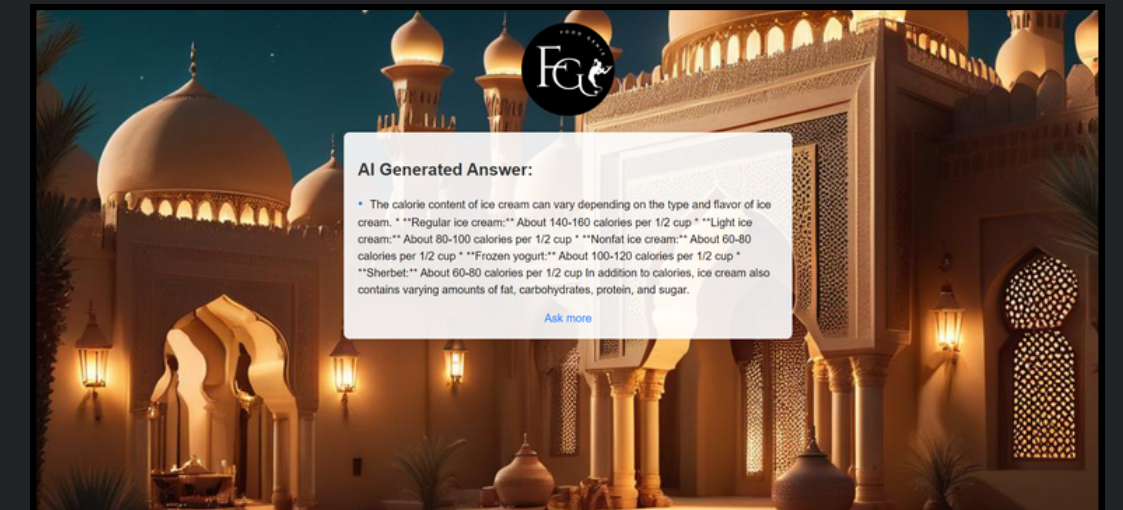 FOOD GENIE
FG
AI Generated Answer:
• The calorie content of ice cream can vary depending on the type and flavor of ice
cream. * **Regular ice cream:** About 140-160 calories per 1/2 cup * **Light ice
cream:** About 80-100 calories per 1/2 cup * **Nonfat ice cream:** About 60-80
calories per 1/2 cup * **Frozen yogurt:** About 100-120 calories per 1/2 cup *
**Sherbet:** About 60-80 calories per 1/2 cup In addition to calories, ice cream also
contains varying amounts of fat, carbohydrates, protein, and sugar.
Ask more